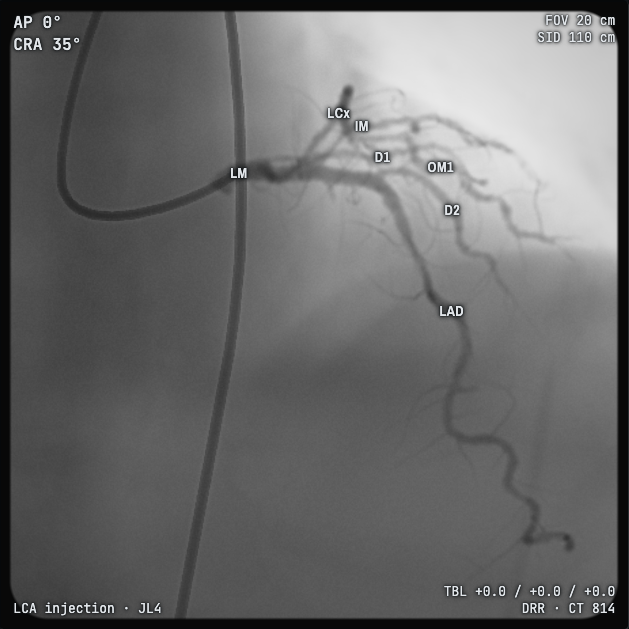 AP 0°
CRA 35°
FOV 20 cm
SID 110 cm
LCx
IM
D1
OM1
LM
D2
LAD
TBL +0.0 / +0.0 / +0.0
LCA injection · JL4
DRR · CT 814